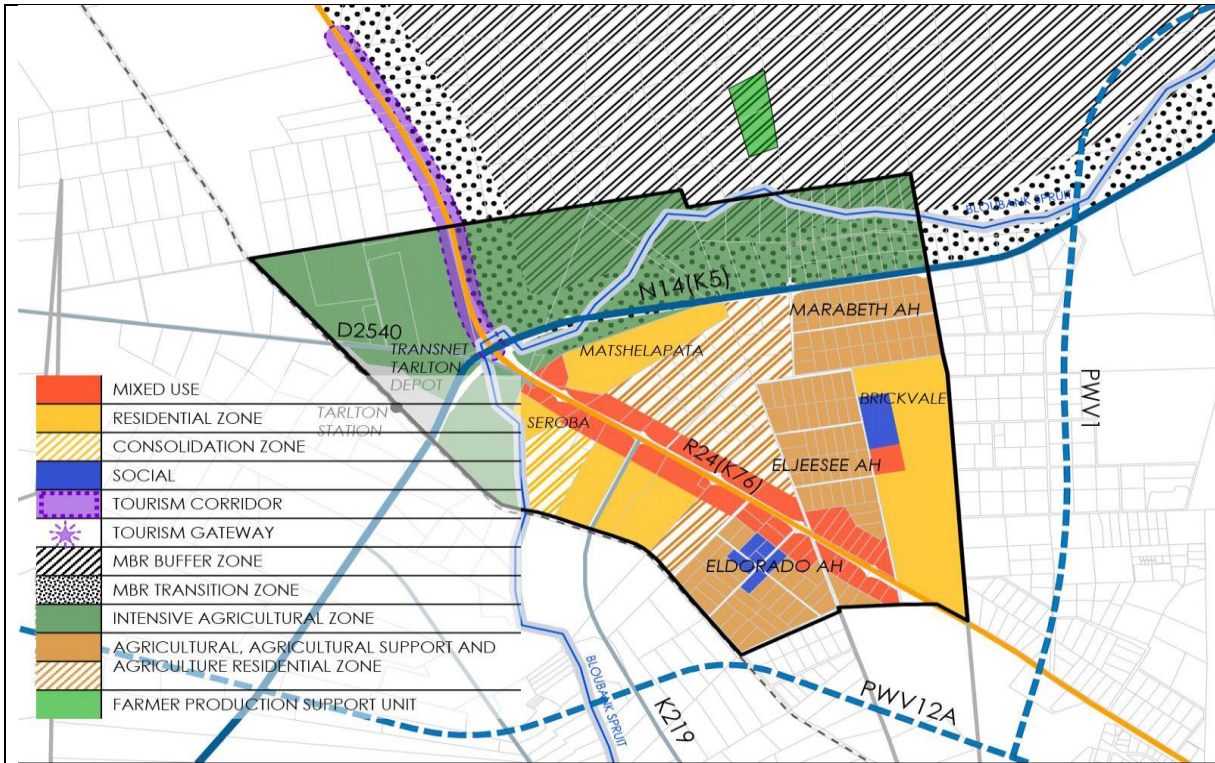 BLOUBANK SPRUIT
N14(K5)
MARABETH AH
D2540
TRANSNET
TARLTON
DEPOT
MATSHELAPATA
PWV1
BRICKVALE
TARLTON
STATION
SEROBA
R24(K76)
ELJEESEE AH
ELDORADO AH
BLOUBANK SPRUIT
K219
PWV12A
MIXED USE
RESIDENTIAL ZONE
CONSOLIDATION ZONE
SOCIAL
TOURISM CORRIDOR
TOURISM GATEWAY
MBR BUFFER ZONE
MBR TRANSITION ZONE
INTENSIVE AGRICULTURAL ZONE
AGRICULTURAL, AGRICULTURAL SUPPORT AND
AGRICULTURE RESIDENTIAL ZONE
FARMER PRODUCTION SUPPORT UNIT